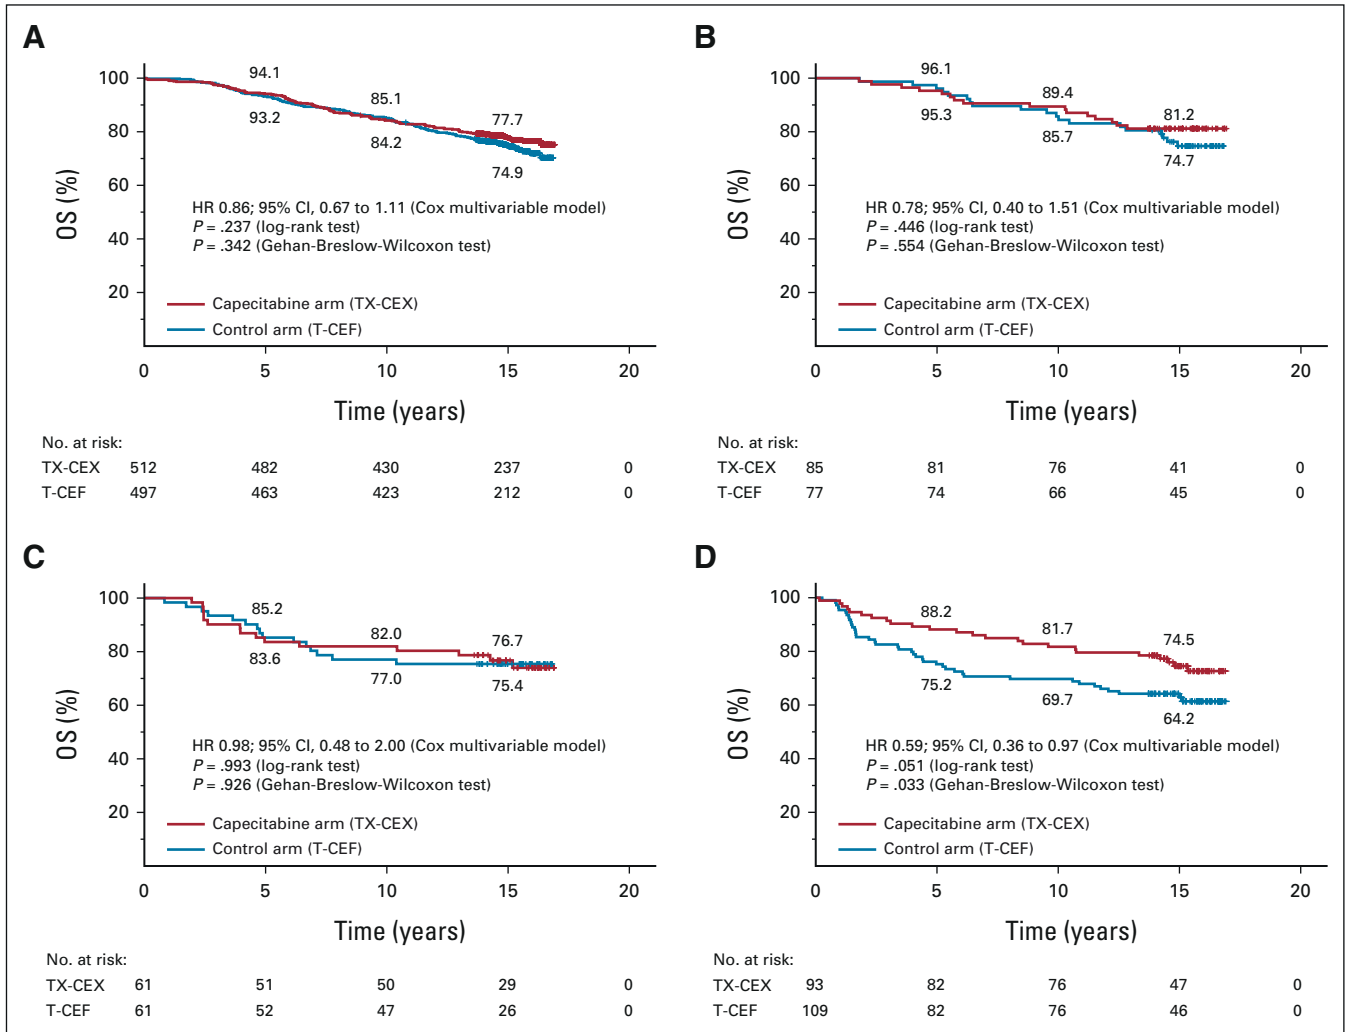 A
100
80
60
40
20
OS (%)
94.1
93.2
85.1
84.2
77.7
74.9
HR 0.86; 95% CI, 0.67 to 1.11 (Cox multivariable model)
P = .237 (log-rank test)
P = .342 (Gehan-Breslow-Wilcoxon test)
Capecitabine arm (TX-CEX)
Control arm (T-CEF)
0 5 10 15 20
Time (years)
No. at risk:
TX-CEX 512 482 430 237 0
T-CEF 497 463 423 212 0
B
100
80
60
40
20
OS (%)
96.1
95.3
89.4
85.7
81.2
74.7
HR 0.78; 95% CI, 0.40 to 1.51 (Cox multivariable model)
P = .446 (log-rank test)
P = .554 (Gehan-Breslow-Wilcoxon test)
Capecitabine arm (TX-CEX)
Control arm (T-CEF)
0 5 10 15 20
Time (years)
No. at risk:
TX-CEX 85 81 76 41 0
T-CEF 77 74 66 45 0
C
100
80
60
40
20
OS (%)
85.2
83.6
82.0
77.0
76.7
75.4
HR 0.98; 95% CI, 0.48 to 2.00 (Cox multivariable model)
P = .993 (log-rank test)
P = .926 (Gehan-Breslow-Wilcoxon test)
Capecitabine arm (TX-CEX)
Control arm (T-CEF)
0 5 10 15 20
Time (years)
No. at risk:
TX-CEX 61 51 50 29 0
T-CEF 61 52 47 26 0
D
100
80
60
40
20
OS (%)
88.2
75.2
81.7
69.7
74.5
64.2
HR 0.59; 95% CI, 0.36 to 0.97 (Cox multivariable model)
P = .051 (log-rank test)
P = .033 (Gehan-Breslow-Wilcoxon test)
Capecitabine arm (TX-CEX)
Control arm (T-CEF)
0 5 10 15 20
Time (years)
No. at risk:
TX-CEX 93 82 76 47 0
T-CEF 109 82 76 46 0